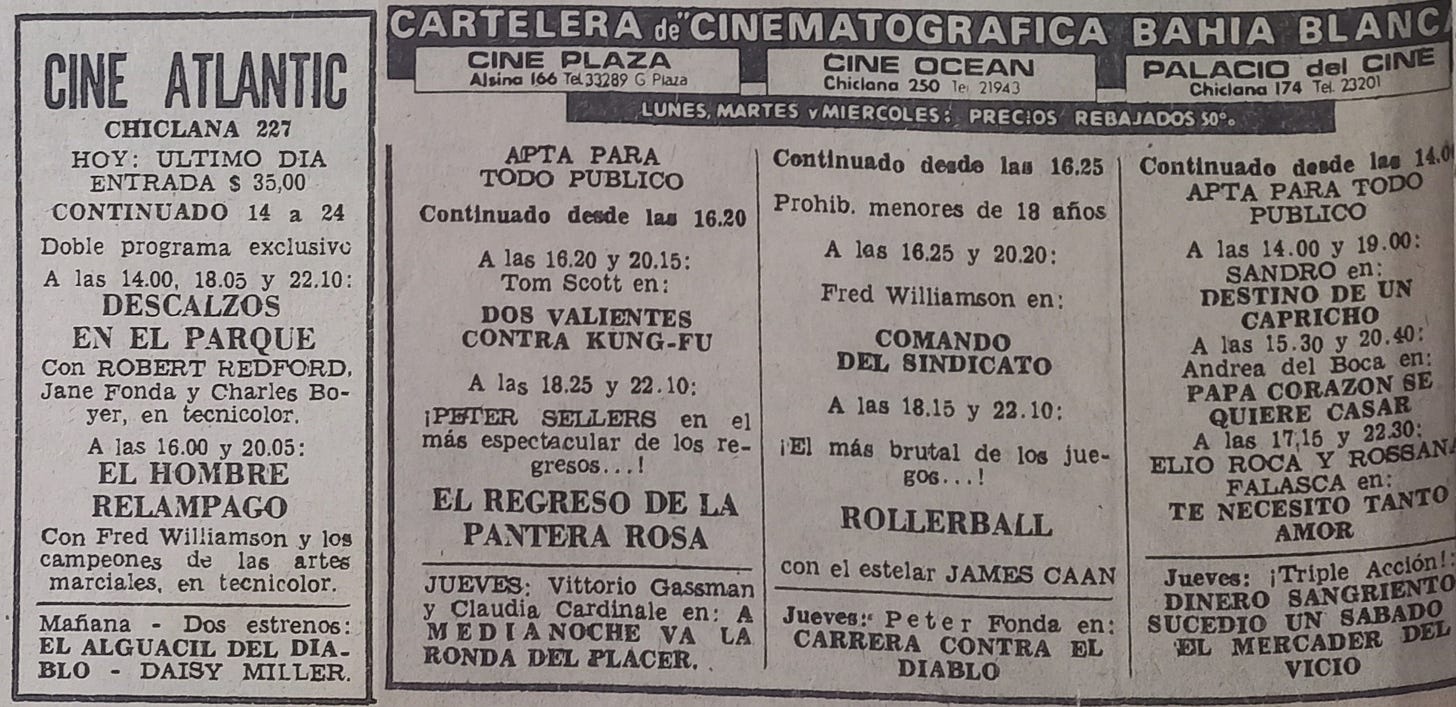 CINE ATLANTIC
CHICLANA 227
HOY: ULTIMO DIA
ENTRADA $ 35,00
CONTINUADO 14 a 24
Doble programa exclusivo
A las 14.00, 18.05 y 22.10:
DESCALZOS
EN EL PARQUE
Con ROBERT REDFORD,
Jane Fonda y Charles Bo-
yer, en tecnicolor.
A las 16.00 y 20.05:
EL HOMBRE
RELAMPAGO
Con Fred Williamson y los
campeones de las artes
marciales, en tecnicolor.
Mañana - Dos estrenos:
EL ALGUACIL DEL DIA-
BLO - DAISY MILLER.
CARTELERA de CINEMATOGRAFICA BAHIA BLANCA
CINE PLAZA
Alsina 166 Tel. 33289 G Plaza
CINE OCEAN
Chiclana 250 Te. 21943
PALACIO del CINE
Chiclana 174 Tel. 23201
LUNES, MARTES y MIERCOLES: PRECIOS REBAJADOS 50%.
APTA PARA
TODO PUBLICO
Continuado desde las 16.20
A las 16.20 y 20.15:
Tom Scott en:
DOS VALIENTES
CONTRA KUNG-FU
A las 18.25 y 22.10:
¡PETER SELLERS en el
más espectacular de los re-
gresos...!
EL REGRESO DE LA
PANTERA ROSA
JUEVES: Vittorio Gassman
y Claudia Cardinale en: A
MEDIANOCHE VA LA
RONDA DEL PLACER.
Continuado desde las 16.25
Prohib. menores de 18 años
A las 16.25 y 20.20:
Fred Williamson en:
COMANDO
DEL SINDICATO
A las 18.15 y 22.10:
¡El más brutal de los jue-
gos...!
ROLLERBALL
con el estelar JAMES CAAN
Jueves: Peter Fonda en:
CARRERA CONTRA EL
DIABLO
Continuado desde las 14.00
APTA PARA TODO
PUBLICO
A las 14.00 y 19.00:
SANDRO en:
DESTINO DE UN
CAPRICHO
A las 15.30 y 20.40:
Andrea del Boca en:
PAPA CORAZON SE
QUIERE CASAR
A las 17,15 y 22.30:
ELIO ROCA Y ROSSANA
FALASCA en:
TE NECESITO TANTO
AMOR
Jueves: ¡Triple Acción!:
DINERO SANGRIENTO
SUCEDIO UN SABADO
EL MERCADER DEL
VICIO